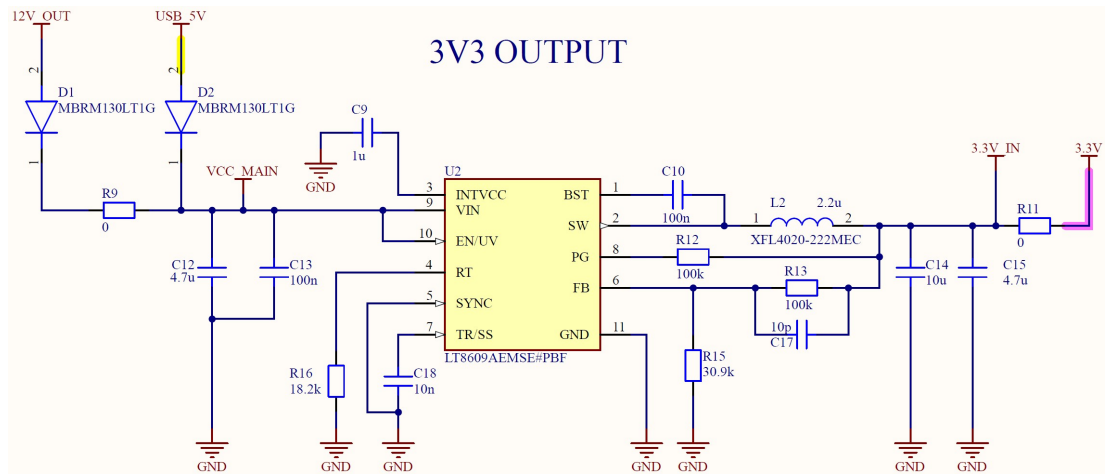 12V_OUT
USB_5V
3V3 OUTPUT
2
2
D1
MBRM130LT1G
D2
MBRM130LT1G
1
1
C9
1u
GND
VCC_MAIN
R9
0
C12
4.7u
C13
100n
U2
3
INTVCC
9
VIN
10
EN/UV
4
RT
5
SYNC
7
TR/SS
BST
1
SW
2
PG
8
FB
6
GND
11
LT8609AEMSE#PBF
C10
100n
L2
2.2u
1
2
XFL4020-222MEC
3.3V_IN
3.3V
R11
0
R12
100k
R13
100k
10p
C17
C14
10u
C15
4.7u
R15
30.9k
R16
18.2k
C18
10n
GND
GND
GND
GND
GND
GND
GND